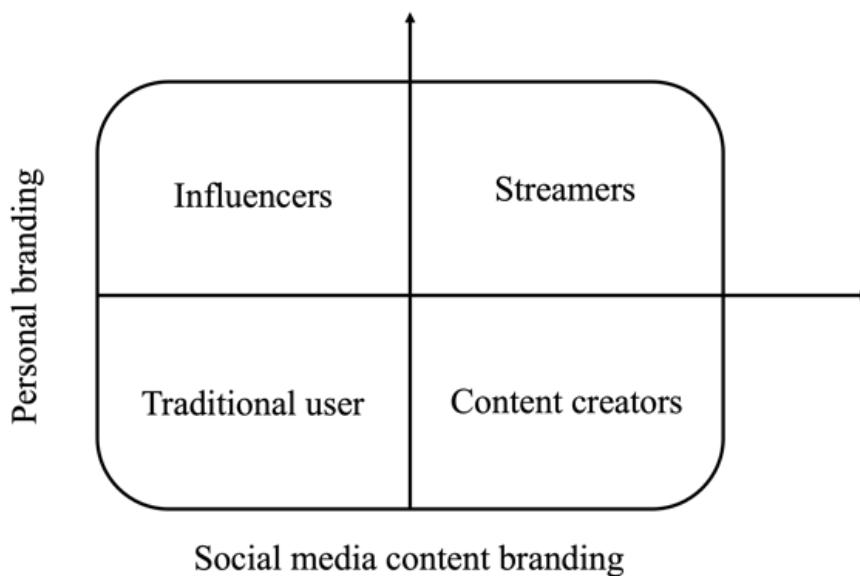 Personal branding
Influencers
Streamers
Traditional user
Content creators
Social media content branding